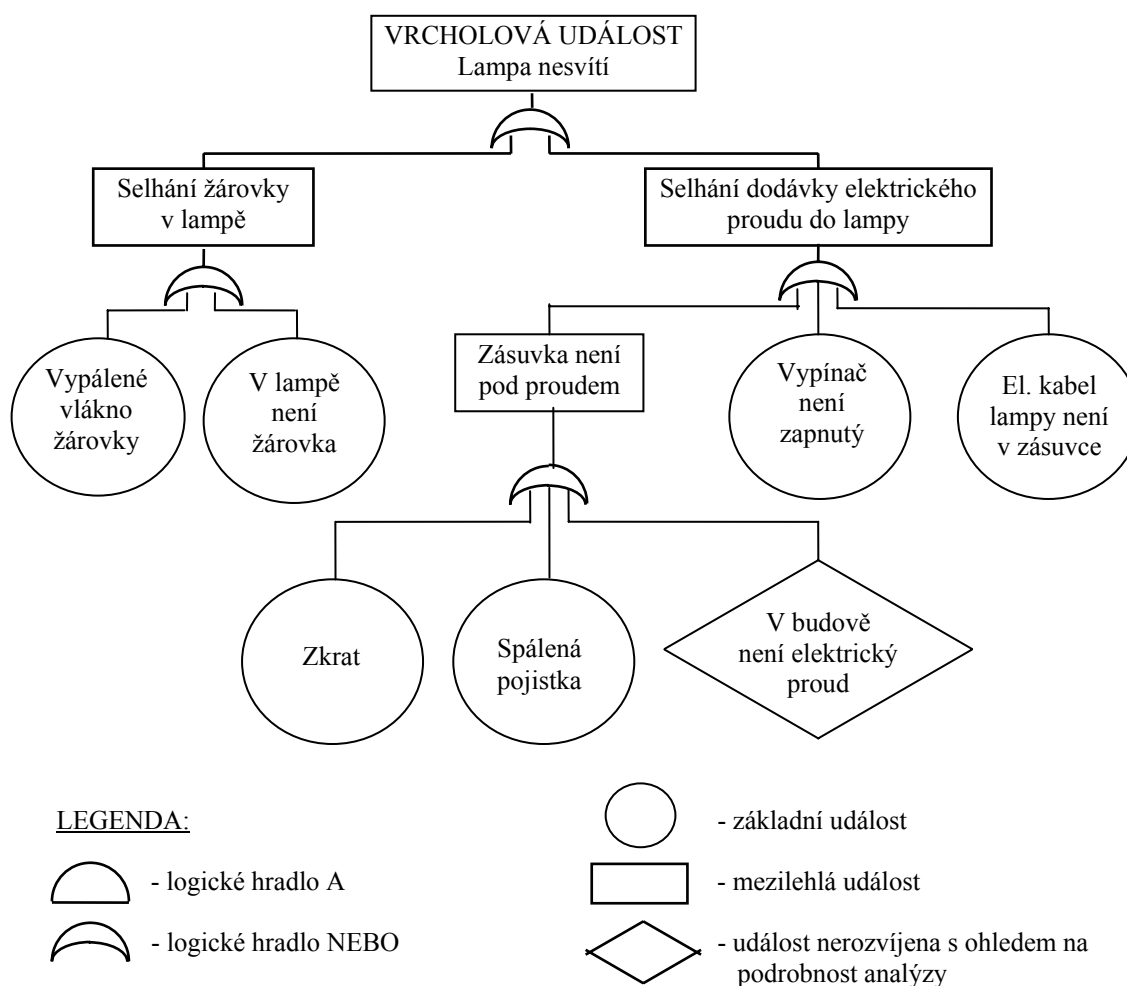 VRCHOLOVÁ UDÁLOST
Lampa nesvítí
Selhání žárovky
v lampě
Selhání dodávky elektrického
proudu do lampy
Vypálené
vlákno
žárovky
V lampě
není
žárovka
Zásuvka není
pod proudem
Vypínač
není
zapnutý
El. kabel
lampy není
v zásuvce
Zkrat
Spálená
pojistka
V budově
není elektrický
proud
LEGENDA:
- logické hradlo A
- logické hradlo NEBO
- základní událost
- mezilehlá událost
- událost nerozvíjena s ohledem na
podrobnost analýzy